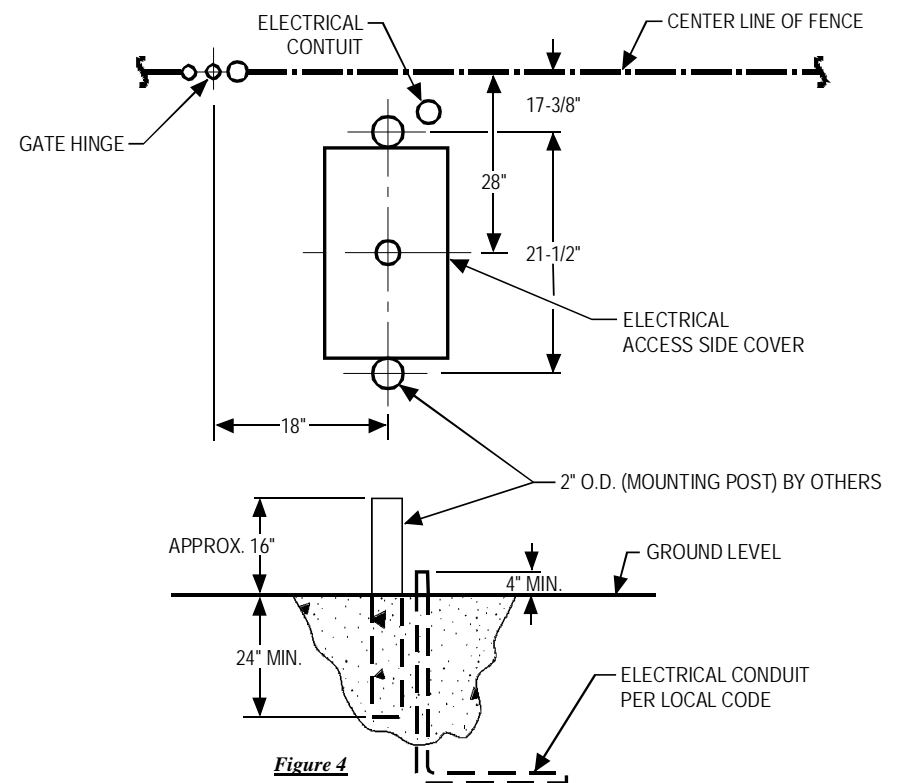 ELECTRICAL
CONTUIT
CENTER LINE OF FENCE
17-3/8"
GATE HINGE
28"
21-1/2"
ELECTRICAL
ACCESS SIDE COVER
18"
2" O.D. (MOUNTING POST) BY OTHERS
APPROX. 16"
GROUND LEVEL
4" MIN.
24" MIN.
ELECTRICAL CONDUIT
PER LOCAL CODE
Figure 4